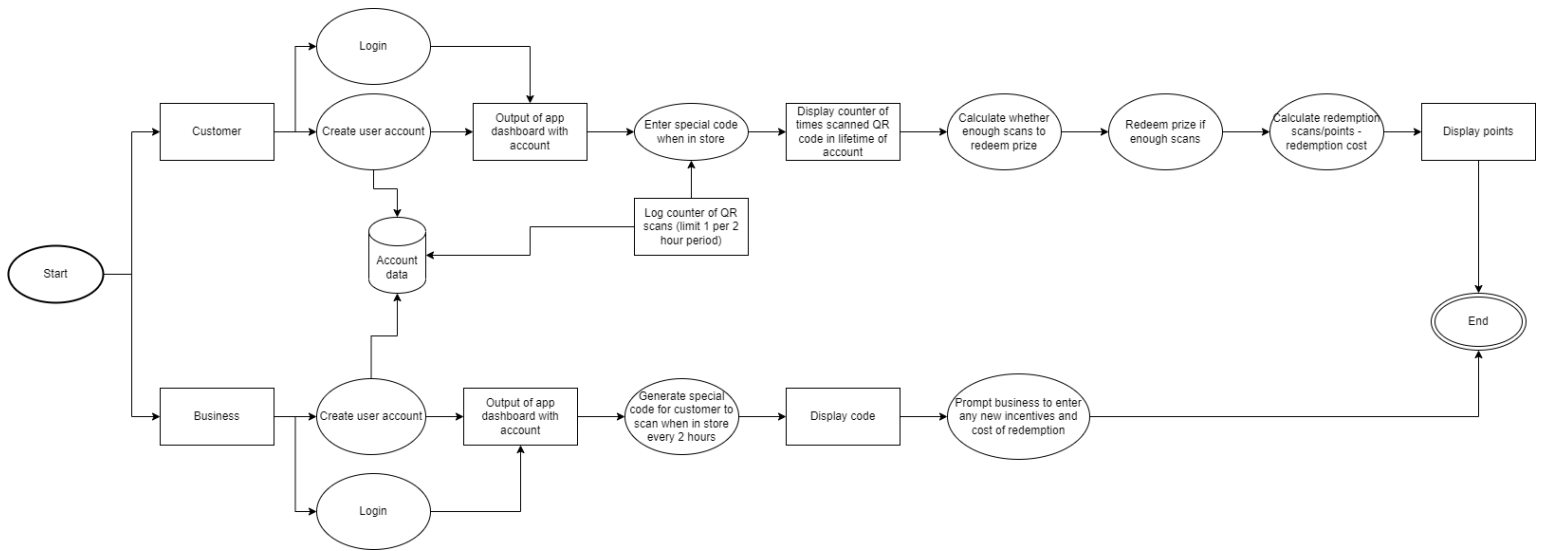 Login
Customer
Create user account
Output of app
dashboard with
account
Enter special code
when in store
Display counter of
times scanned QR
code in lifetime of
account
Calculate whether
enough scans to
redeem prize
Redeem prize if
enough scans
Calculate redemption
scans/points -
redemption cost
Display points
Log counter of QR
scans (limit 1 per 2
hour period)
Account
data
Start
End
Business
Create user account
Output of app
dashboard with
account
Generate special
code for customer to
scan when in store
every 2 hours
Display code
Prompt business to enter
any new incentives and
cost of redemption
Login